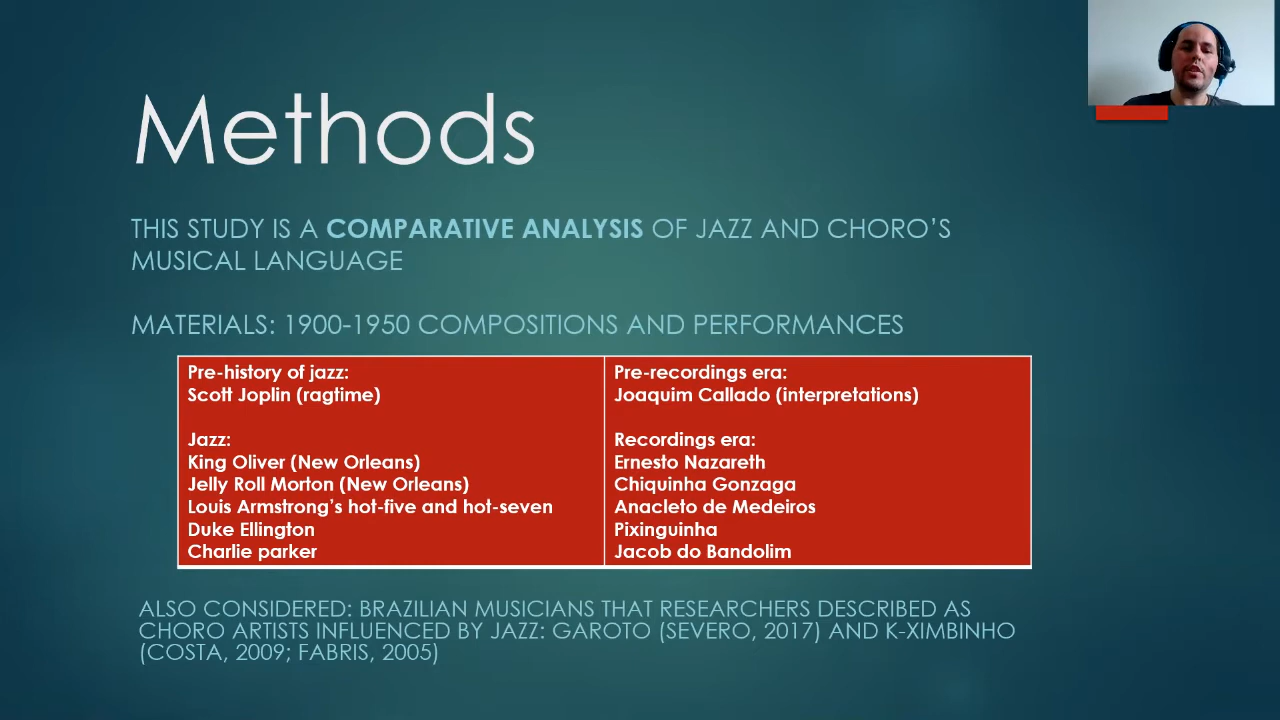 Methods
THIS STUDY IS A COMPARATIVE ANALYSIS OF JAZZ AND CHORO'S
MUSICAL LANGUAGE
MATERIALS: 1900-1950 COMPOSITIONS AND PERFORMANCES
Pre-history of jazz:
Scott Joplin (ragtime)
Jazz:
King Oliver (New Orleans)
Jelly Roll Morton (New Orleans)
Louis Armstrong's hot-five and hot-seven
Duke Ellington
Charlie parker
Pre-recordings era:
Joaquim Callado (interpretations)
Recordings era:
Ernesto Nazareth
Chiquinha Gonzaga
Anacleto de Medeiros
Pixinguinha
Jacob do Bandolim
ALSO CONSIDERED: BRAZILIAN MUSICIANS THAT RESEARCHERS DESCRIBED AS
CHORO ARTISTS INFLUENCED BY JAZZ: GAROTO (SEVERO, 2017) AND K-XIMBINHO
(COSTA, 2009; FABRIS, 2005)